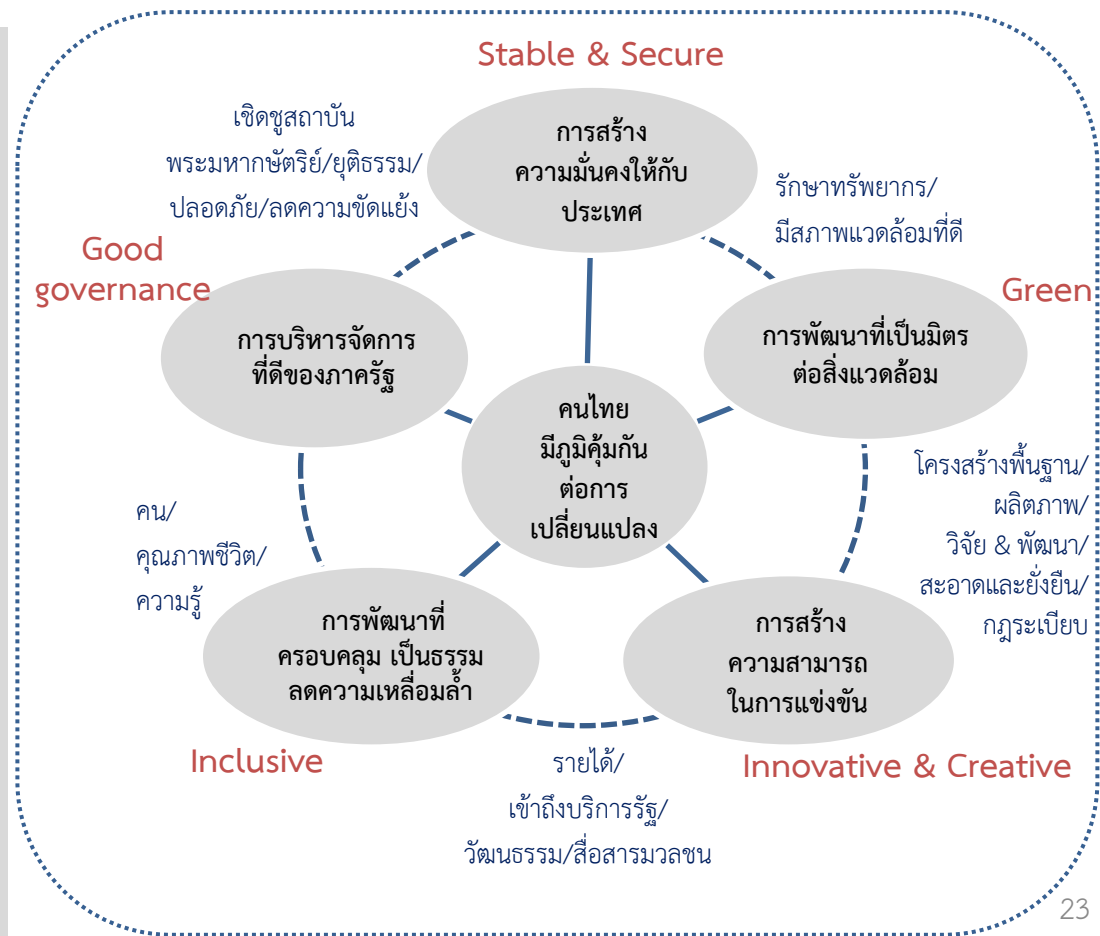 Stable & Secure
การสร้าง
ความมั่นคงให้กับ
ประเทศ
เชิดชูสถาบัน
พระมหากษัตริย์/ยุติธรรม/
ปลอดภัย/ลดความขัดแย้ง
รักษาทรัพยากร/
มีสภาพแวดล้อมที่ดี
Good
governance
Green
การบริหารจัดการ
ที่ดีของภาครัฐ
การพัฒนาที่เป็นมิตร
ต่อสิ่งแวดล้อม
คนไทย
มีภูมิคุ้มกัน
ต่อการ
เปลี่ยนแปลง
คน/
คุณภาพชีวิต/
ความรู้
โครงสร้างพื้นฐาน/
ผลิตภาพ/
วิจัย & พัฒนา/
สะอาดและยั่งยืน/
กฎระเบียบ
การพัฒนาที่
ครอบคลุม เป็นธรรม
ลดความเหลื่อมล้ำ
การสร้าง
ความสามารถ
ในการแข่งขัน
Inclusive
Innovative & Creative
รายได้/
เข้าถึงบริการรัฐ/
วัฒนธรรม/สื่อสารมวลชน
23